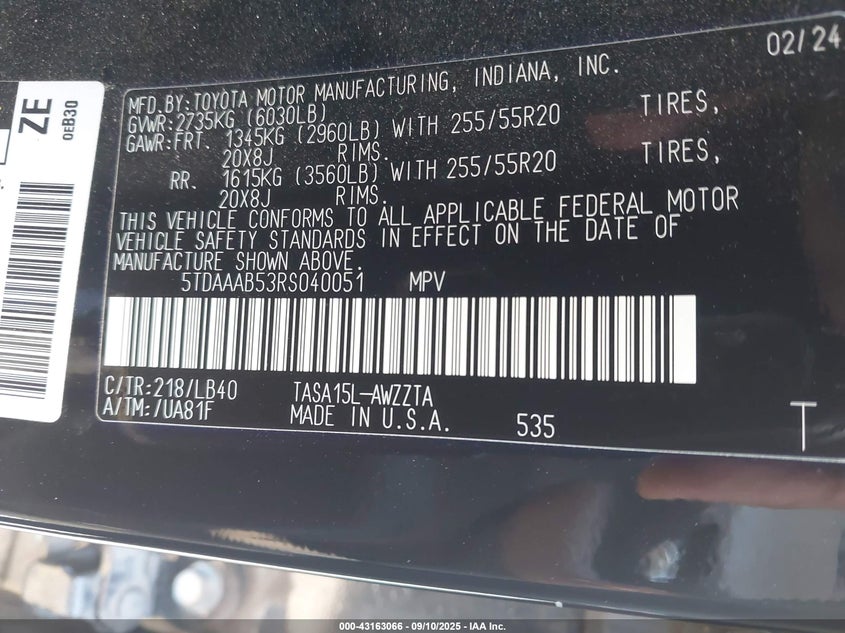 02/24
MFD.BY:TOYOTA MOTOR MANUFACTURING, INDIANA, INC.
GVWR:2735KG (6030LB)
GAWR:FRT. 1345KG (2960LB) WITH 255/55R20 TIRES,
20X8J RIMS.
RR. 1615KG (3560LB) WITH 255/55R20 TIRES,
20X8J RIMS.
THIS VEHICLE CONFORMS TO ALL APPLICABLE FEDERAL MOTOR
VEHICLE SAFETY STANDARDS IN EFFECT ON THE DATE OF
MANUFACTURE SHOWN ABOVE.
5TDAAAB53RS040051 MPV
C/TR:218/LB40 TASA15L-AWZZTA
A/TM:/UA81F MADE IN U.S.A. 535
T
ZE
0EB30
000-43163066 - 09/10/2025 - IAA Inc.